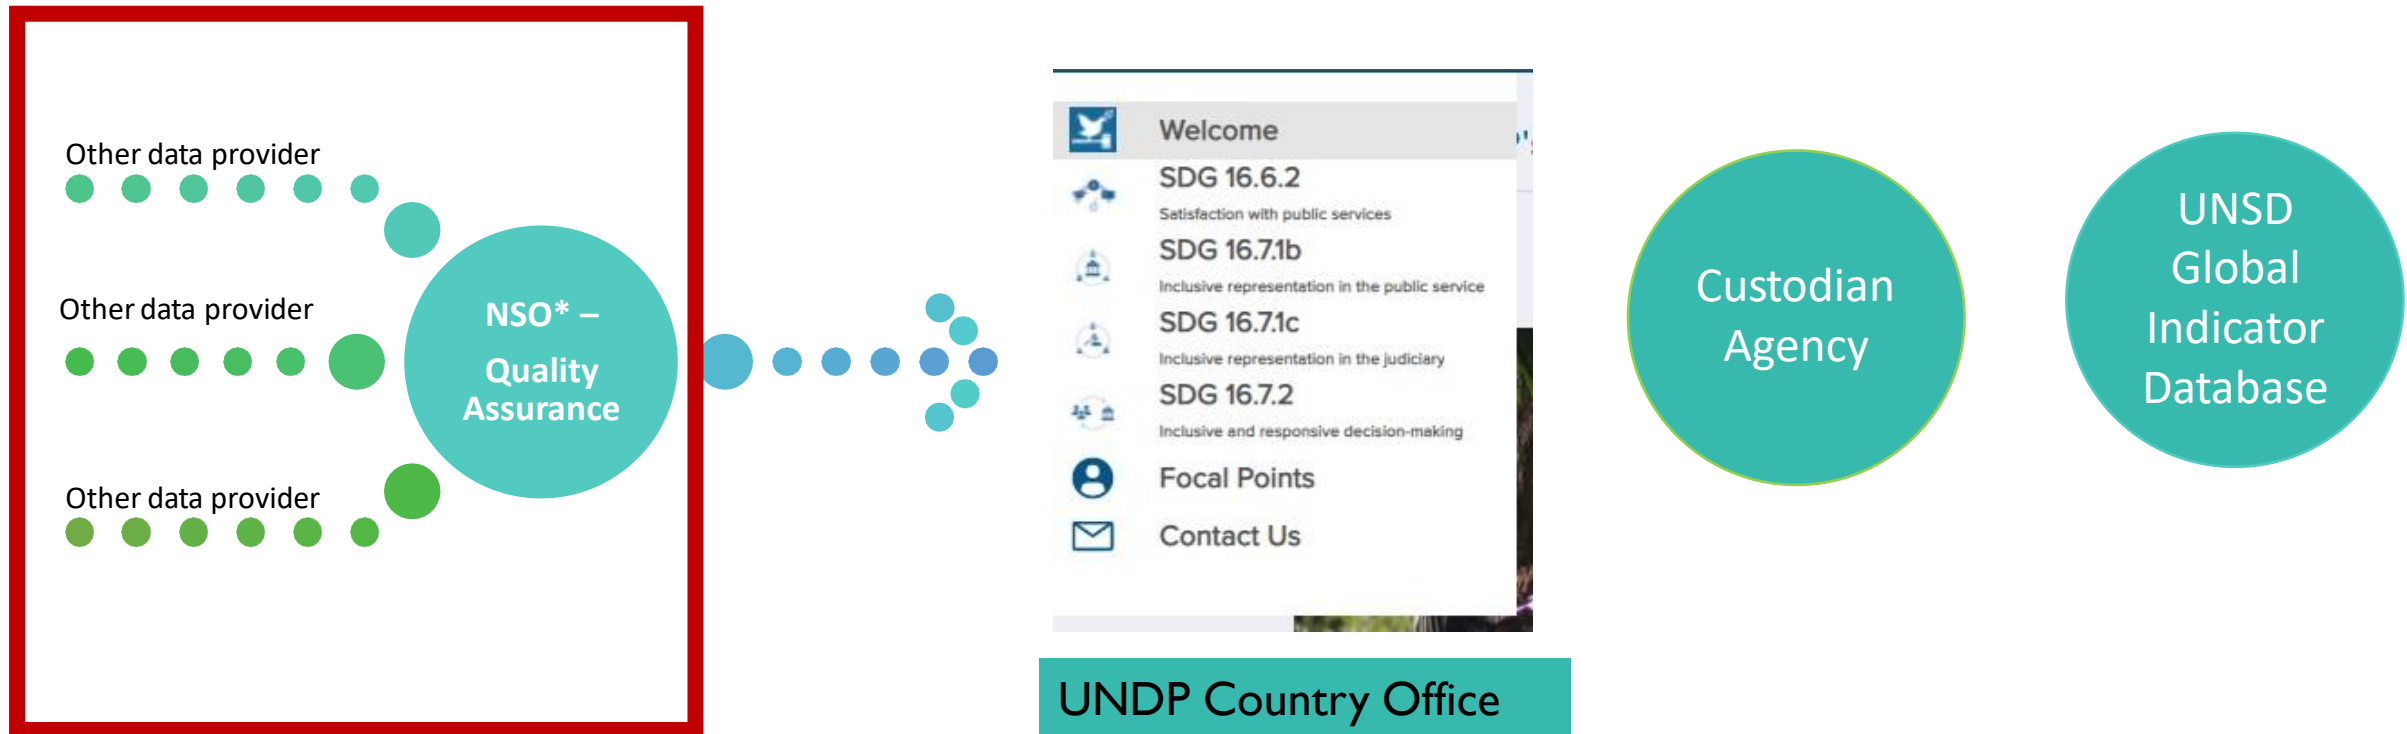 Other data provider
Other data provider
Other data provider
NSO* –
Quality
Assurance
Welcome
SDG 16.6.2
Satisfaction with public services
SDG 16.7.1b
Inclusive representation in the public service
SDG 16.7.1c
Inclusive representation in the judiciary
SDG 16.7.2
Inclusive and responsive decision-making
Focal Points
Contact Us
UNDP Country Office
Custodian
Agency
UNSD
Global
Indicator
Database